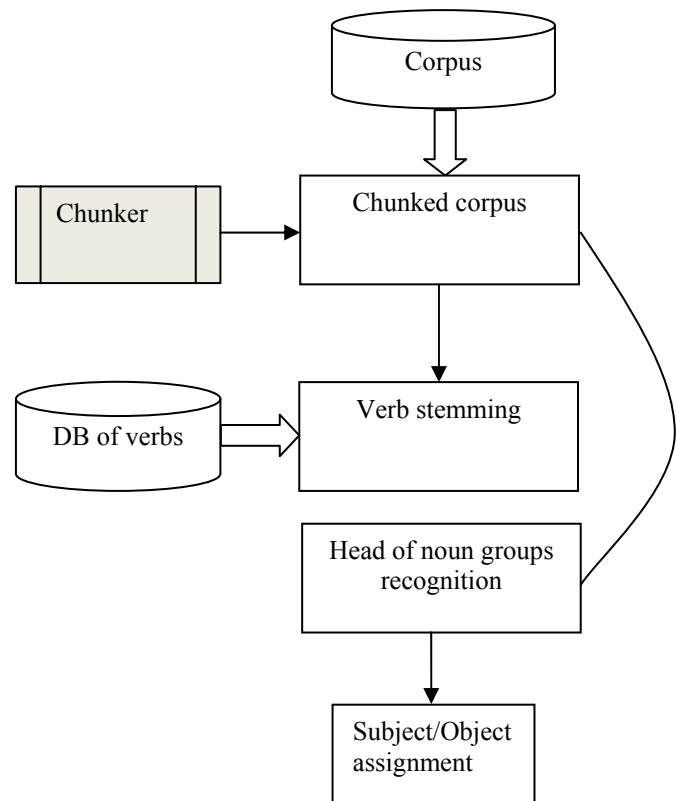 Corpus
Chunker
Chunked corpus
DB of verbs
Verb stemming
Head of noun groups
recognition
Subject/Object
assignment